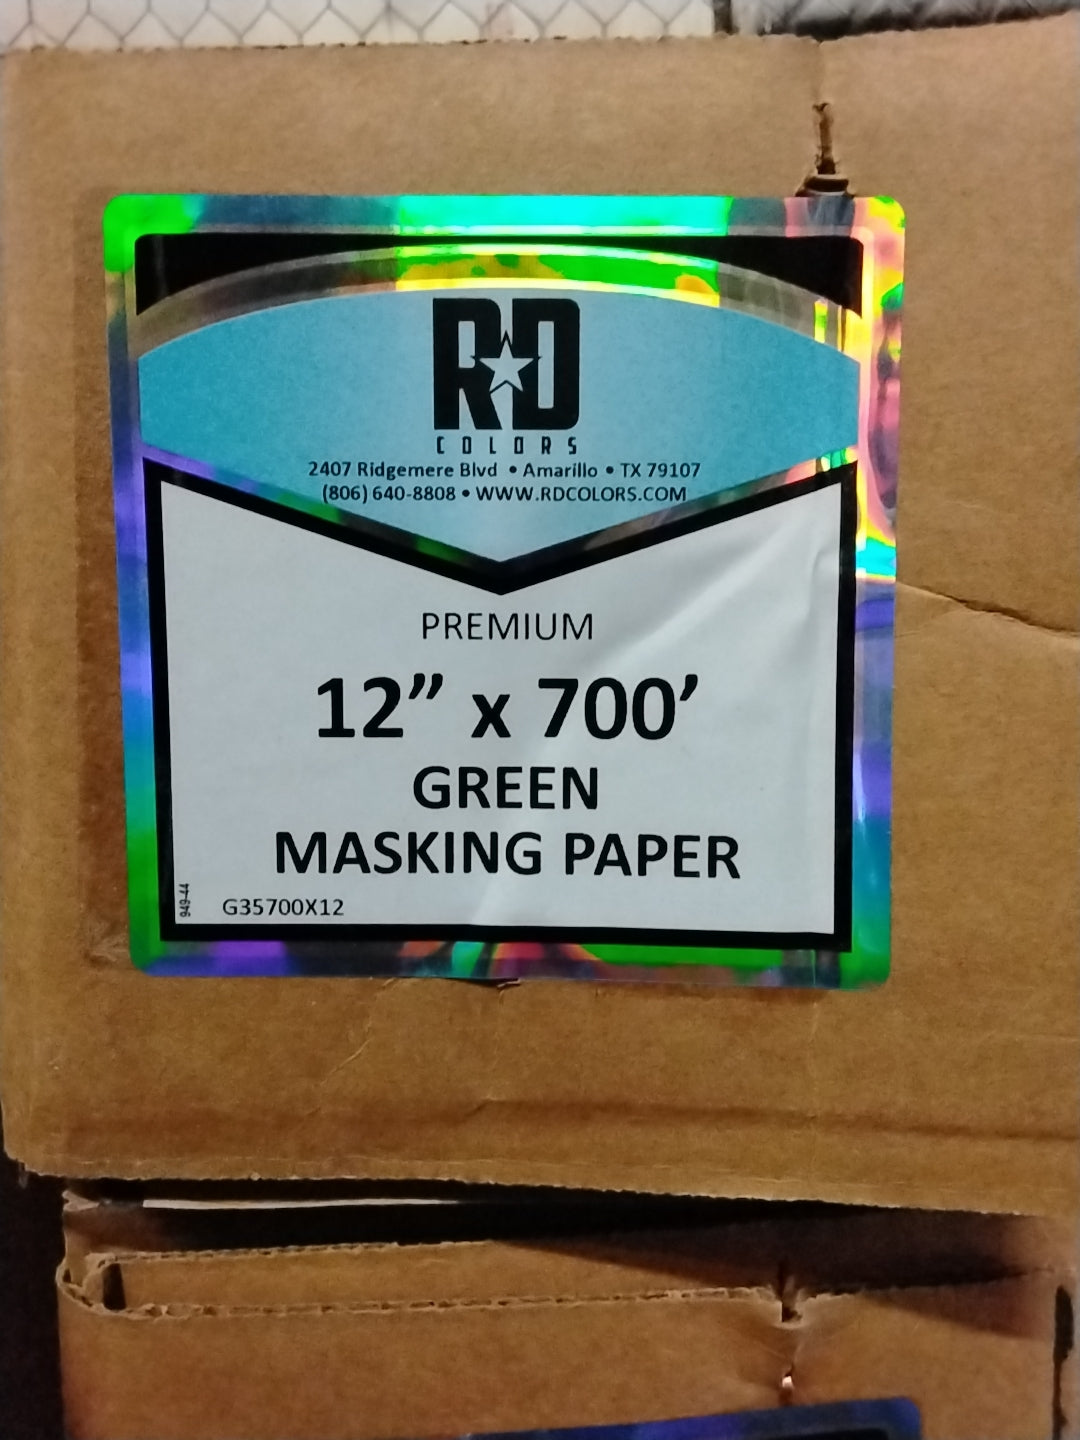 RD
COLORS
2407 Ridgemere Blvd • Amarillo • TX 79107
(806) 640-8808 • WWW.RDCOLORS.COM
PREMIUM
12” x 700’
GREEN
MASKING PAPER
949-44
G35700X12